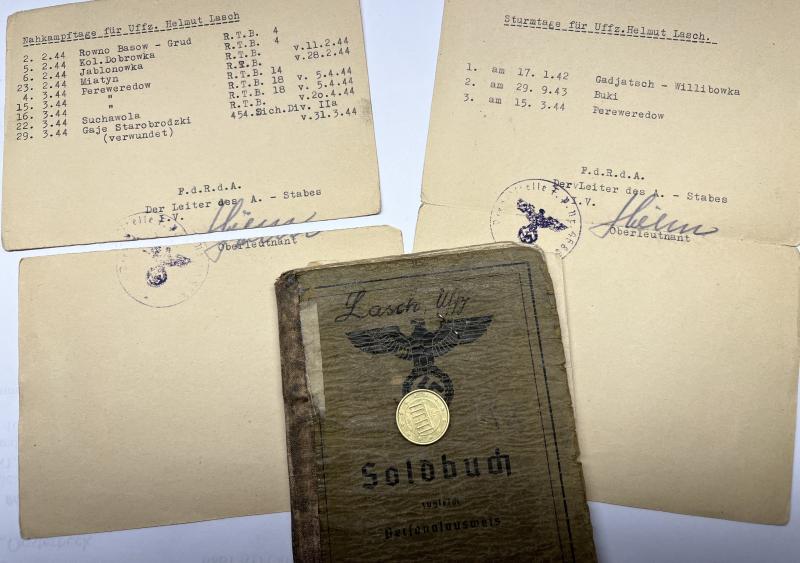 Nahkampftage für Uffz. Helmut Lasch
2. 2.44 Rowno Basow - Grud R.T.B. 4
5. 2.44 Kol.Dobrowka R.T.B. 4 v.11.2.44
6. 2.44 Jablonowka v.28.2.44
23. 2.44 Miatyn R.T.B. 14
4. 3.44 Pereweredow R.T.B. 18 v. 5.4.44
15. 3.44 " R.T.B. 18 v. 5.4.44
16. 3.44 " v.20.4.44
22. 3.44 Suchawola 454.Sich.Div. IIa
29. 3.44 Gaje Starobrodzki v.31.3.44
(verwundet)
F.d.R.d.A.
Der Leiter des A. - Stabes
I.V.
Oberleutnant
Sturmtage für Uffz.Helmut Lasch.
1. am 17. 1.42 Gadjatsch - Willibowka
2. am 29. 9.43 Buki
3. am 15. 3.44 Pereweredow
F.d.R.d.A.
Der Leiter des A. - Stabes
I.V.
Oberleutnant
Lasch, Uffz
Soldbuch
zugleich
Personalausweis